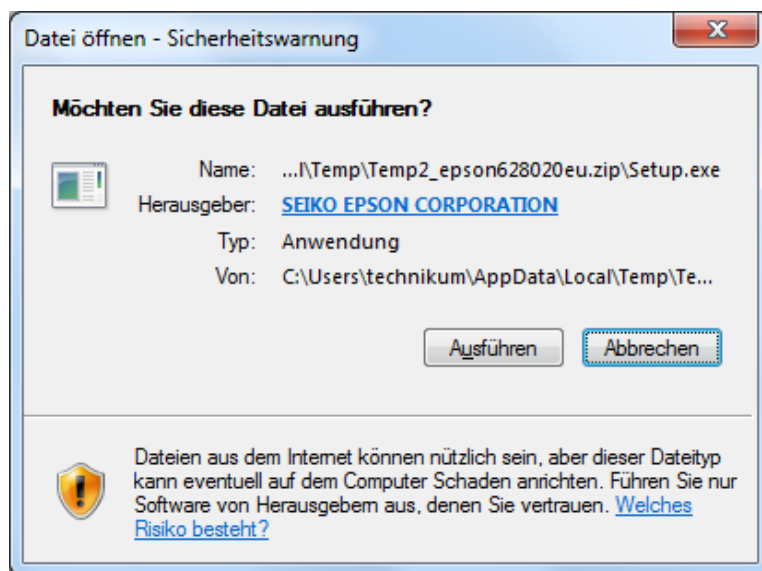 Datei öffnen - Sicherheitswarnung
Möchten Sie diese Datei ausführen?
Name: ...l\Temp\Temp2_epson628020eu.zip\Setup.exe
Herausgeber: SEIKO EPSON CORPORATION
Typ: Anwendung
Von: C:\Users\technikum\AppData\Local\Temp\Te...
Ausführen Abbrechen
Dateien aus dem Internet können nützlich sein, aber dieser Dateityp
kann eventuell auf dem Computer Schaden anrichten. Führen Sie nur
Software von Herausgebern aus, denen Sie vertrauen. Welches
Risiko besteht?